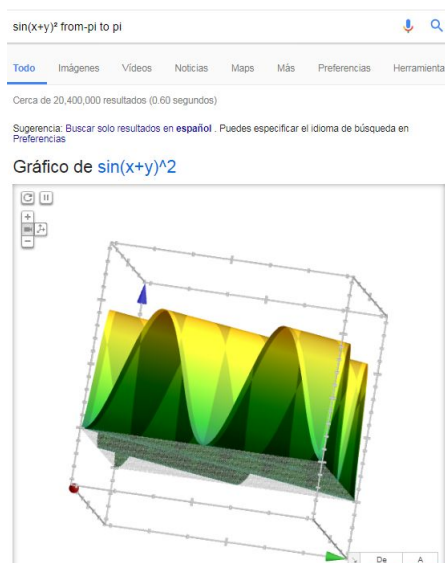 sin(x+y)² from-pi to pi
Todo Imágenes Vídeos Noticias Maps Más Preferencias Herramienta
Cerca de 20,400,000 resultados (0.60 segundos)
Sugerencia: Buscar solo resultados en español . Puedes especificar el idioma de búsqueda en
Preferencias
Gráfico de sin(x+y)^2
De A